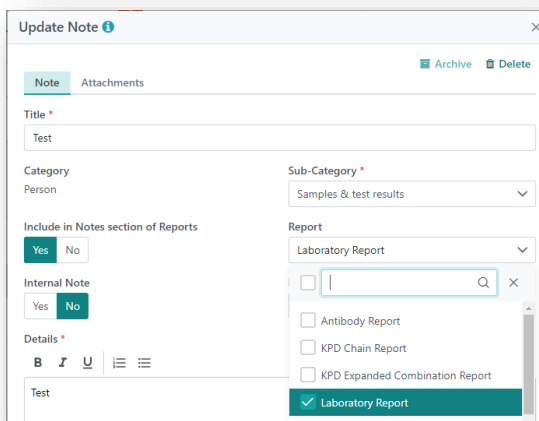 Update Note
Archive Delete
Note Attachments
Title *
Test
Category Sub-Category *
Person Samples & test results
Include in Notes section of Reports Report
Yes No Laboratory Report
Internal Note
Yes No Antibody Report
KPD Chain Report
Details * KPD Expanded Combination Report
B I U Laboratory Report
Test